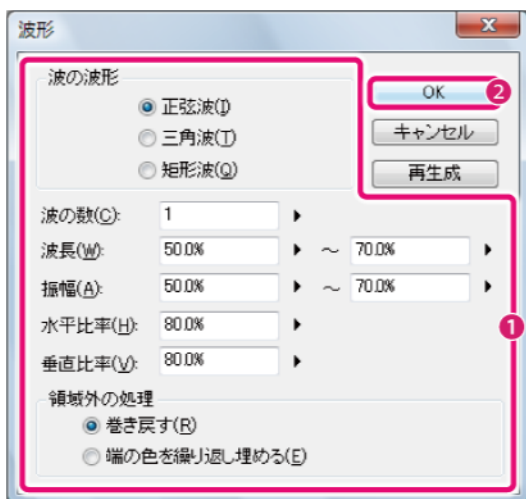 波形
波の波形
正弦波(I)
三角波(T)
矩形波(Q)
OK
❷
キャンセル
再生成
波の数(C): 1
波長(W): 50.0% ～ 70.0%
振幅(A): 50.0% ～ 70.0%
水平比率(H): 80.0%
❶
垂直比率(V): 80.0%
領域外の処理
巻き戻す(R)
端の色を繰り返し埋める(E)